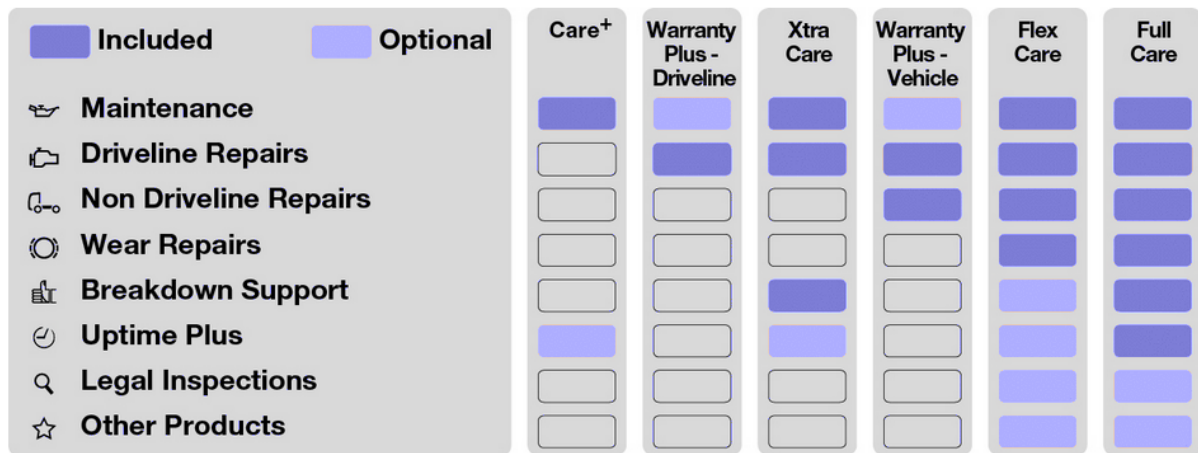 Included
Optional
Care+
Warranty
Plus -
Driveline
Xtra
Care
Warranty
Plus -
Vehicle
Flex
Care
Full
Care
Maintenance
Driveline Repairs
Non Driveline Repairs
Wear Repairs
Breakdown Support
Uptime Plus
Legal Inspections
Other Products